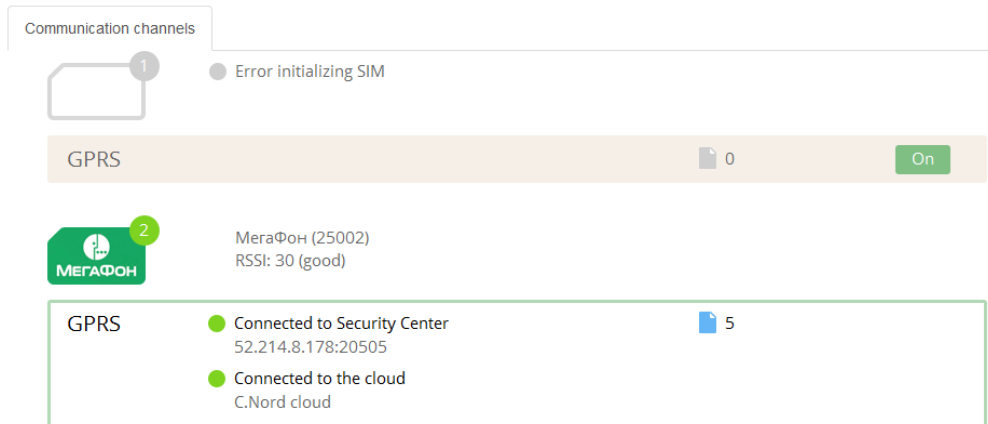 Communication channels
1
Error initializing SIM
GPRS
0
On
2
МегаФон
МегаФон (25002)
RSSI: 30 (good)
GPRS
Connected to Security Center
5
52.214.8.178:20505
Connected to the cloud
C.Nord cloud